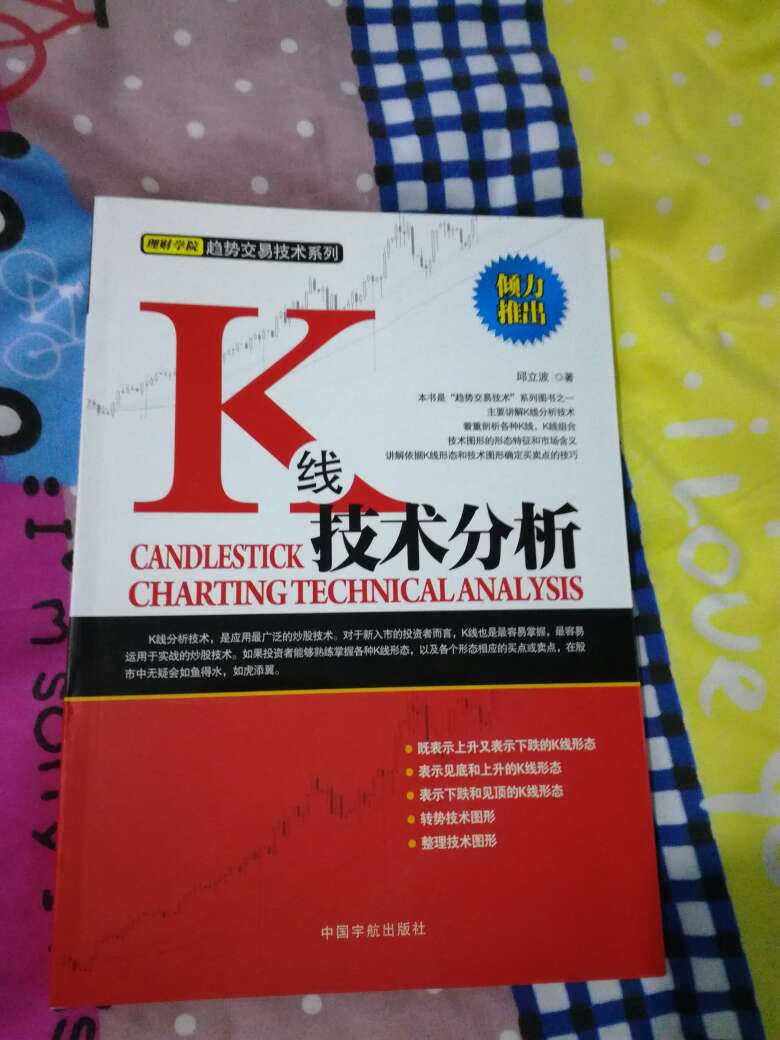 理财学院 趋势交易技术系列
倾力
推出
K
线
技术分析
CANDLESTICK
CHARTING TECHNICAL ANALYSIS
邱立波 ◎著
本书是“趋势交易技术”系列图书之一
主要讲解K线分析技术
着重剖析各种K线、K线组合
技术图形的形态特征和市场含义
讲解依据K线形态和技术图形确定买卖点的技巧
K线分析技术，是应用最广泛的炒股技术。对于新入市的投资者而言，K线也是最容易掌握，最容易
运用于实战的炒股技术。如果投资者能够熟练掌握各种K线形态，以及各个形态相应的买点或卖点，在股
市中无疑会如鱼得水，如虎添翼。
既表示上升又表示下跌的K线形态
表示见底和上升的K线形态
表示下跌和见顶的K线形态
转势技术图形
整理技术图形
中国宇航出版社
i Love